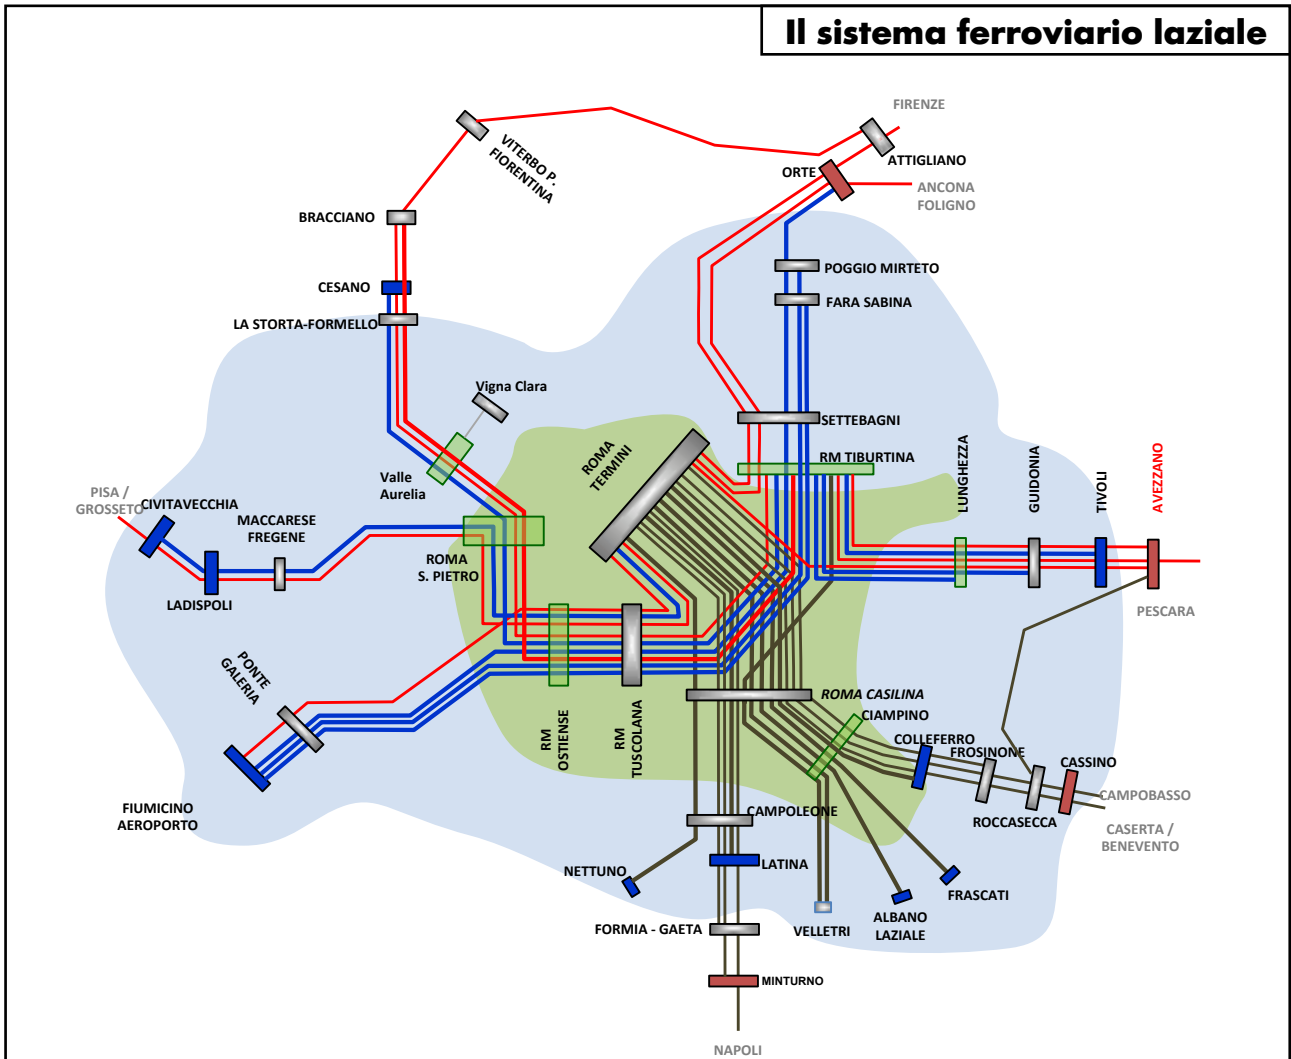 Il sistema ferroviario laziale
FIRENZE
ATTIGLIANO
VITERBO P.
FIORENTINA
ORTE
ANCONA
FOLIGNO
BRACCIANO
POGGIO MIRTETO
CESANO
FARA SABINA
LA STORTA-FORMELLO
Vigna Clara
SETTEBAGNI
ROMA
TERMINI
RM TIBURTINA
LUNGHEZZA
GUIDONIA
TIVOLI
AVEZZANO
Valle
Aurelia
PISA /
GROSSETO
CIVITAVECCHIA
MACCARESE
FREGENE
ROMA
S. PIETRO
LADISPOLI
PESCARA
PONTE
GALERIA
ROMA CASILINA
CIAMPINO
RM
OSTIENSE
RM
TUSCOLANA
COLLEFERRO
FROSINONE
CASSINO
CAMPOBASSO
FIUMICINO
AEROPORTO
CAMPOLEONE
ROCCASECCA
CASERTA /
BENEVENTO
NETTUNO
LATINA
FRASCATI
ALBANO
LAZIALE
FORMIA - GAETA
VELLETRI
MINTURNO
NAPOLI